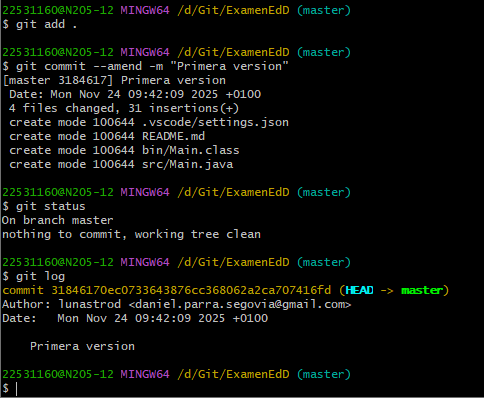 22531160@N205-12 MINGW64 /d/Git/ExamenEdD (master)
$ git add .
22531160@N205-12 MINGW64 /d/Git/ExamenEdD (master)
$ git commit --amend -m "Primera version"
[master 3184617] Primera version
 Date: Mon Nov 24 09:42:09 2025 +0100
 4 files changed, 31 insertions(+)
 create mode 100644 .vscode/settings.json
 create mode 100644 README.md
 create mode 100644 bin/Main.class
 create mode 100644 src/Main.java
22531160@N205-12 MINGW64 /d/Git/ExamenEdD (master)
$ git status
On branch master
nothing to commit, working tree clean
22531160@N205-12 MINGW64 /d/Git/ExamenEdD (master)
$ git log
commit 31846170ec0733643876cc368062a2ca707416fd (HEAD -> master)
Author: lunastrod <daniel.parra.segovia@gmail.com>
Date:   Mon Nov 24 09:42:09 2025 +0100
    Primera version
22531160@N205-12 MINGW64 /d/Git/ExamenEdD (master)
$